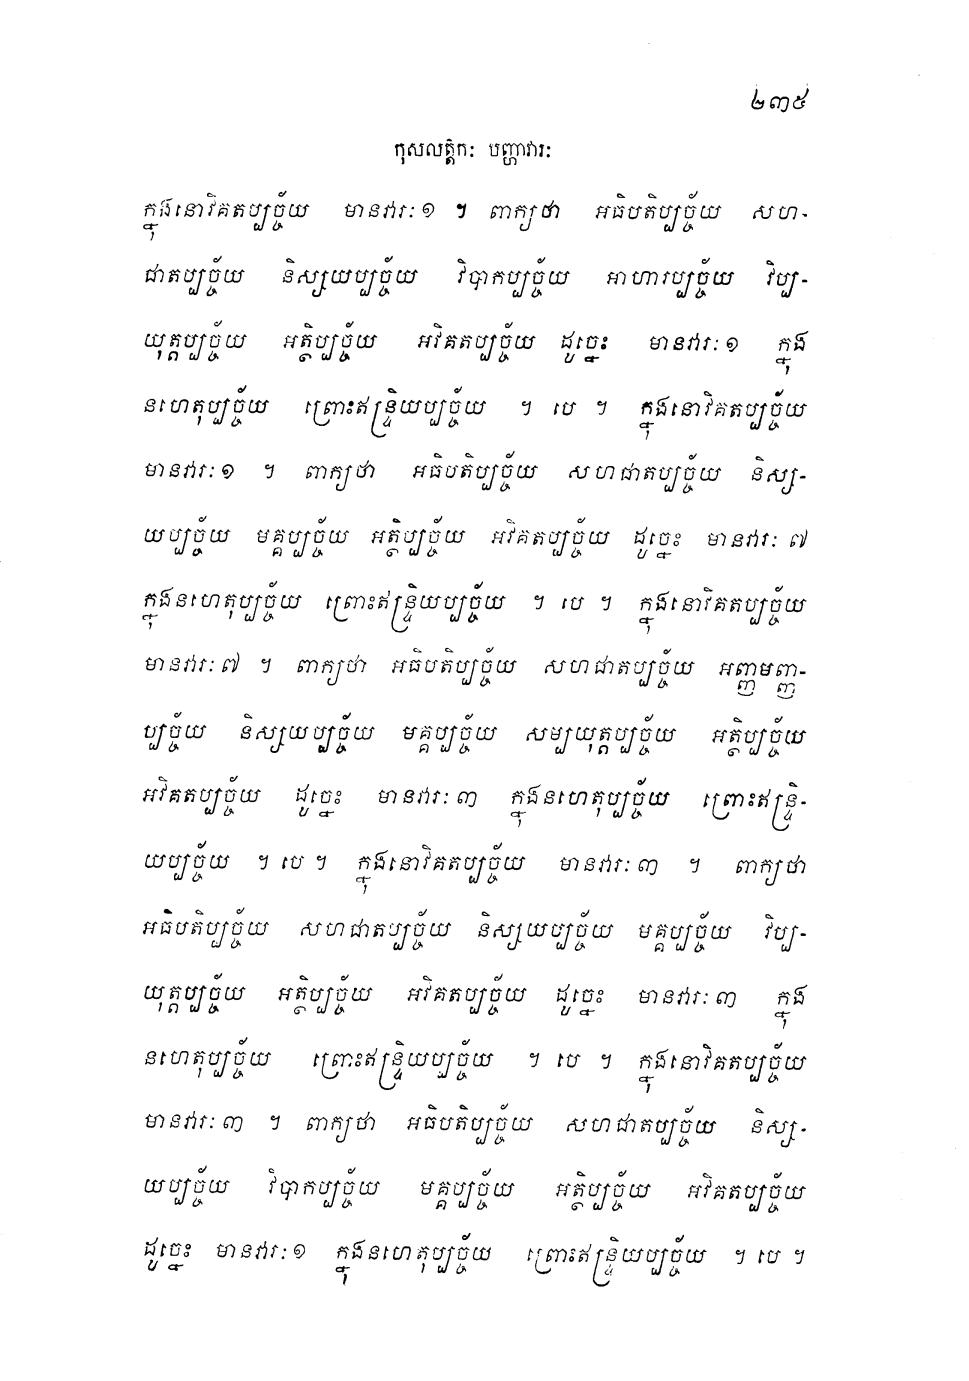 ២៣៥
កុសលត្តិកៈ បញ្ហាវារៈ
ក្នុងនោវិគតប្បច្ច័យ មានវារៈ១ ។ ពាក្យថា អធិបតិប្បច្ច័យ សហ-
ជាតប្បច្ច័យ និស្សយប្បច្ច័យ វិបាកប្បច្ច័យ អាហារប្បច្ច័យ វិប្ប-
យុត្តប្បច្ច័យ អត្ថិប្បច្ច័យ អវិគតប្បច្ច័យ ដូច្នេះ មានវារៈ១ ក្នុង
នហេតុប្បច្ច័យ ព្រោះឥន្ទ្រិយប្បច្ច័យ ។ បេ ។ ក្នុងនោវិគតប្បច្ច័យ
មានវារៈ១ ។ ពាក្យថា អធិបតិប្បច្ច័យ សហជាតប្បច្ច័យ និស្ស-
យប្បច្ច័យ មគ្គប្បច្ច័យ អត្ថិប្បច្ច័យ អវិគតប្បច្ច័យ ដូច្នេះ មានវារៈ៧
ក្នុងនហេតុប្បច្ច័យ ព្រោះឥន្ទ្រិយប្បច្ច័យ ។ បេ ។ ក្នុងនោវិគតប្បច្ច័យ
មានវារៈ៧ ។ ពាក្យថា អធិបតិប្បច្ច័យ សហជាតប្បច្ច័យ អញ្ញមញ្ញ-
ប្បច្ច័យ និស្សយប្បច្ច័យ មគ្គប្បច្ច័យ សម្បយុត្តប្បច្ច័យ អត្ថិប្បច្ច័យ
អវិគតប្បច្ច័យ ដូច្នេះ មានវារៈ៣ ក្នុងនហេតុប្បច្ច័យ ព្រោះឥន្ទ្រិ-
យប្បច្ច័យ ។ បេ ។ ក្នុងនោវិគតប្បច្ច័យ មានវារៈ៣ ។ ពាក្យថា
អធិបតិប្បច្ច័យ សហជាតប្បច្ច័យ និស្សយប្បច្ច័យ មគ្គប្បច្ច័យ វិប្ប-
យុត្តប្បច្ច័យ អត្ថិប្បច្ច័យ អវិគតប្បច្ច័យ ដូច្នេះ មានវារៈ៣ ក្នុង
នហេតុប្បច្ច័យ ព្រោះឥន្ទ្រិយប្បច្ច័យ ។ បេ ។ ក្នុងនោវិគតប្បច្ច័យ
មានវារៈ៣ ។ ពាក្យថា អធិបតិប្បច្ច័យ សហជាតប្បច្ច័យ និស្ស-
យប្បច្ច័យ វិបាកប្បច្ច័យ មគ្គប្បច្ច័យ អត្ថិប្បច្ច័យ អវិគតប្បច្ច័យ
ដូច្នេះ មានវារៈ១ ក្នុងនហេតុប្បច្ច័យ ព្រោះឥន្ទ្រិយប្បច្ច័យ ។ បេ ។